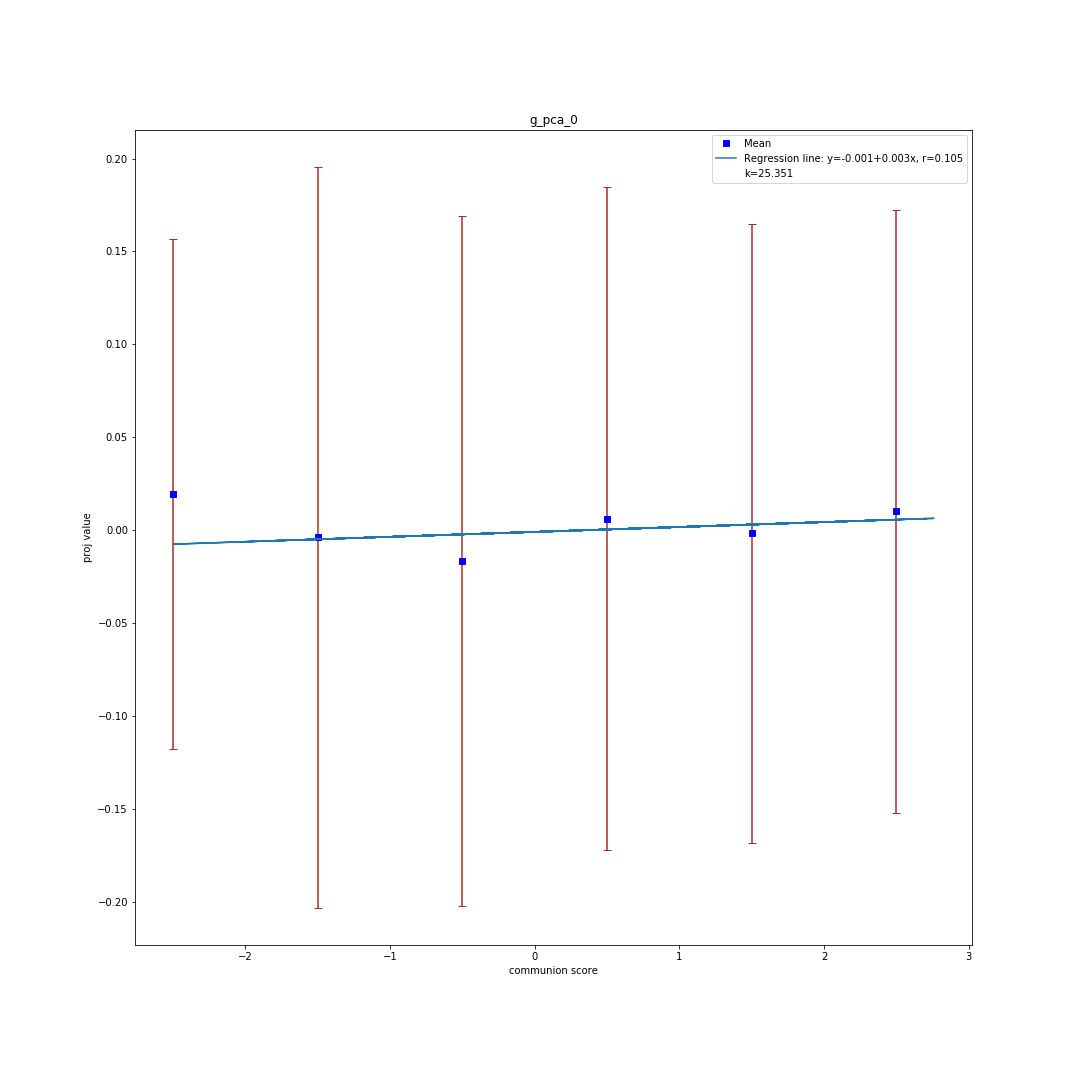 g_pca_0
Mean
Regression line: y=-0.001+0.003x, r=0.105
k=25.351
0.20
0.15
0.10
0.05
0.00
−0.05
−0.10
−0.15
−0.20
proj value
−2
−1
0
1
2
3
communion score